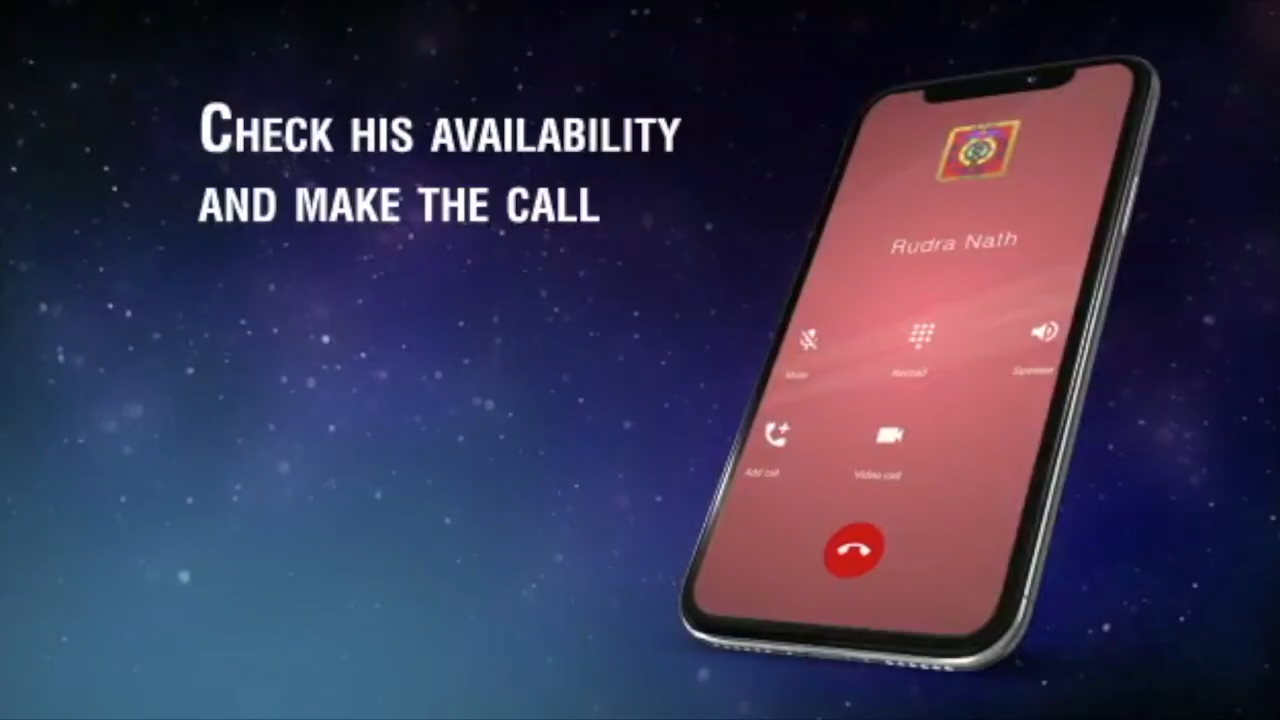 Check his availability
and make the call
Rudra Nath
Mute
Keypad
Speaker
Add call
Video call